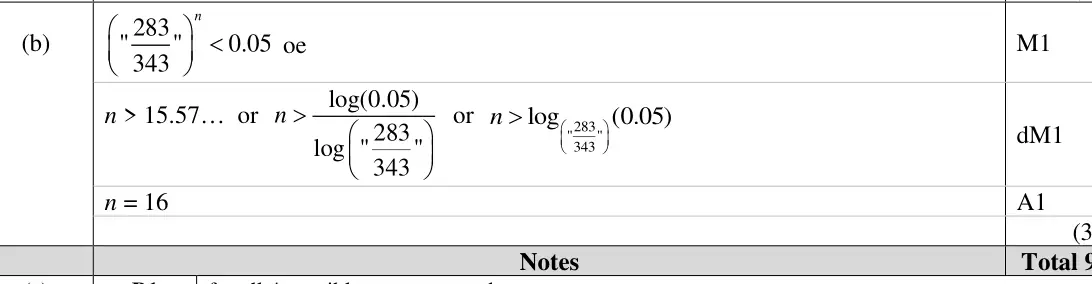 (b) ("283/343")^n < 0.05 oe M1
n > 15.57… or n > log(0.05)/log("283/343") or n > log_("283/343")(0.05) dM1
n = 16 A1
(3
Notes Total 9